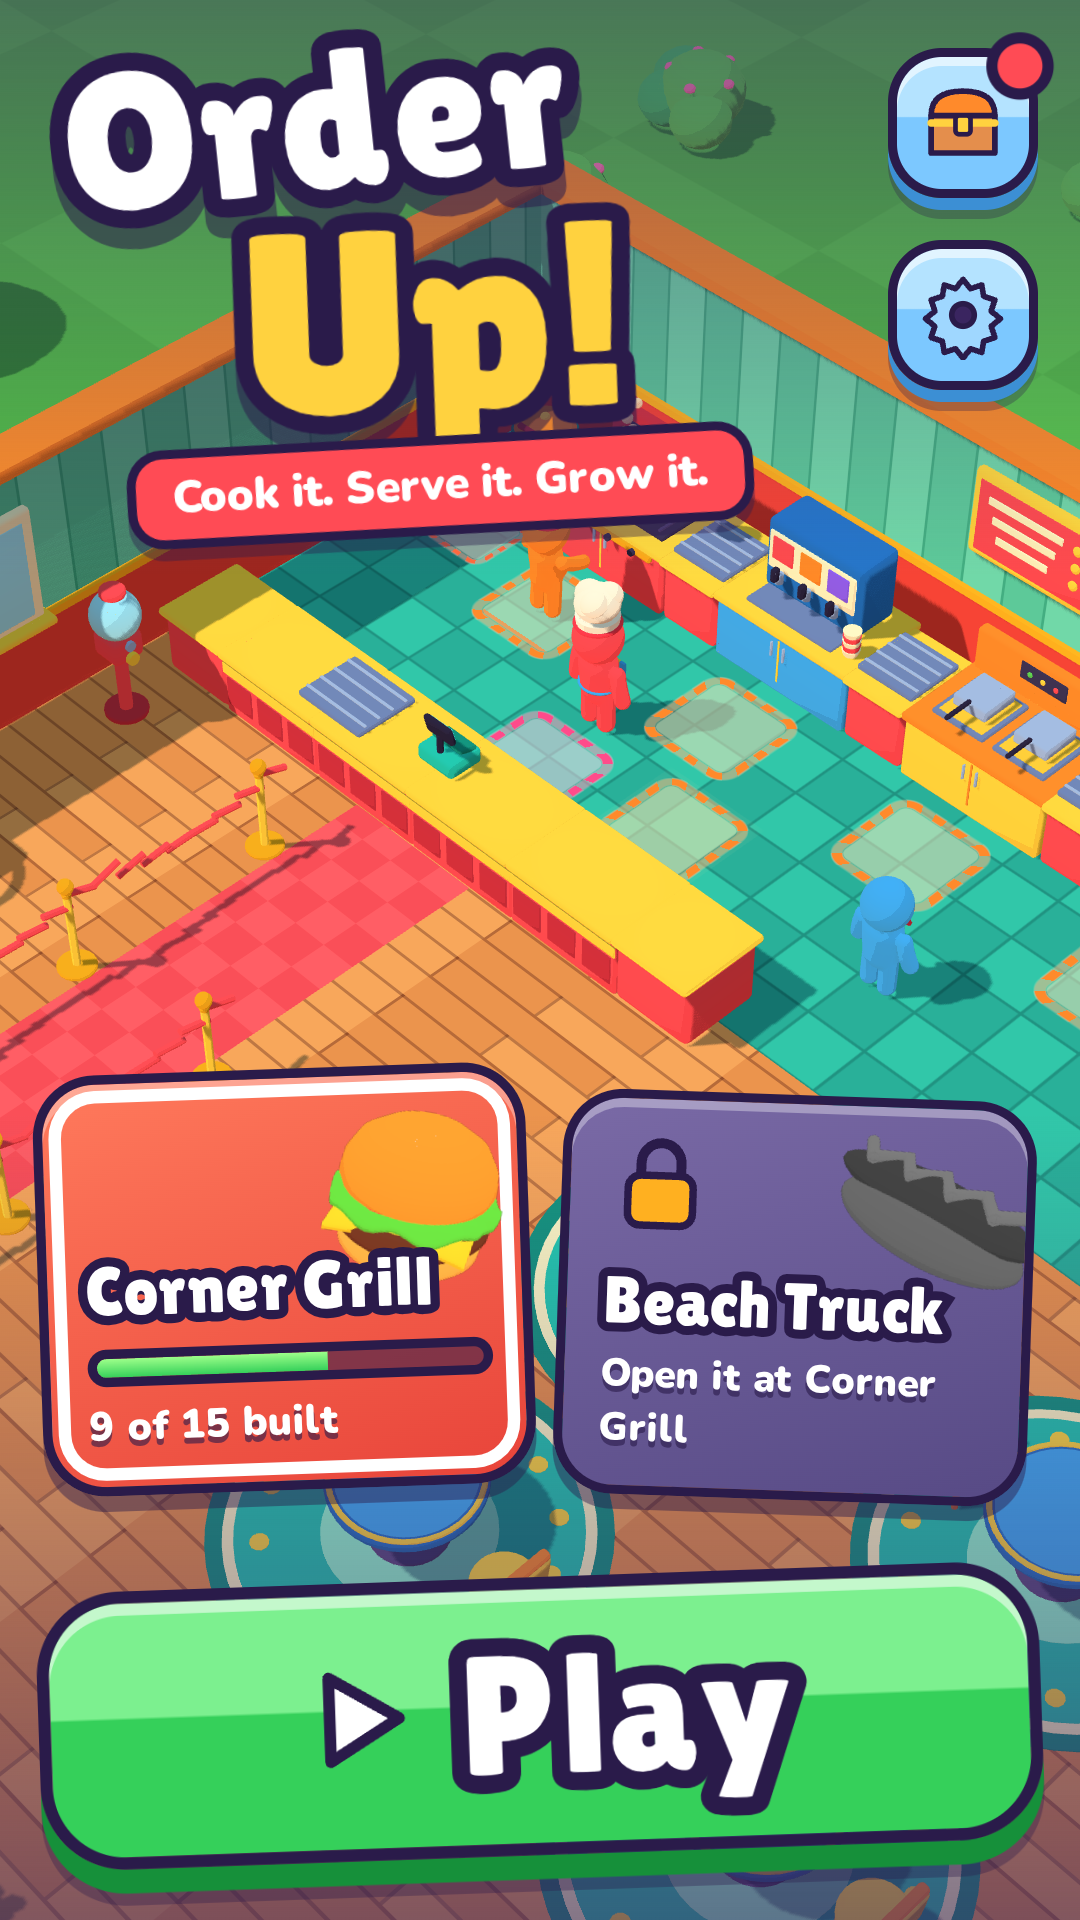 Order
Up!
Cook it. Serve it. Grow it.
Corner Grill
9 of 15 built
Beach Truck
Open it at Corner
Grill
Play